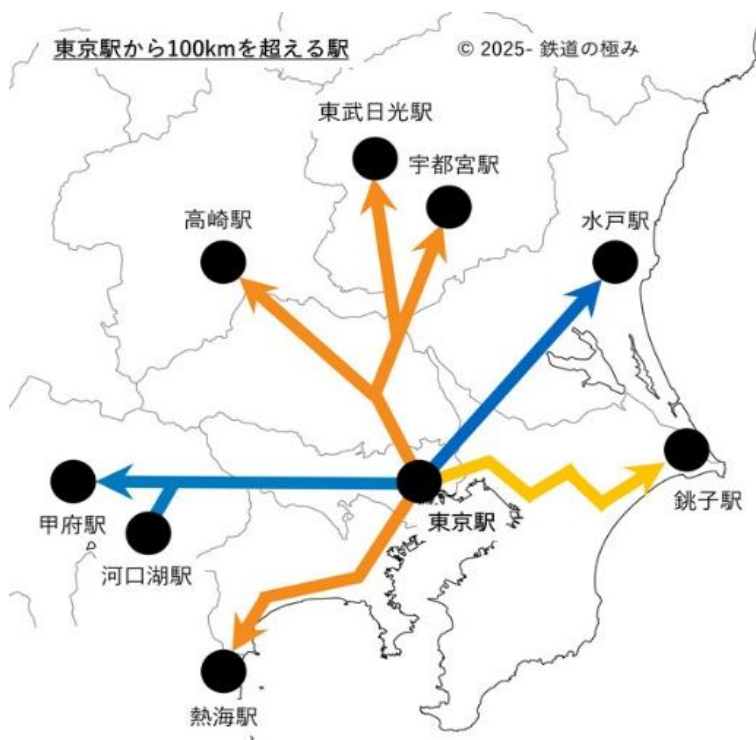 東京駅から100kmを超える駅
© 2025- 鉄道の極み
東武日光駅
宇都宮駅
高崎駅
水戸駅
甲府駅
河口湖駅
東京駅
銚子駅
熱海駅